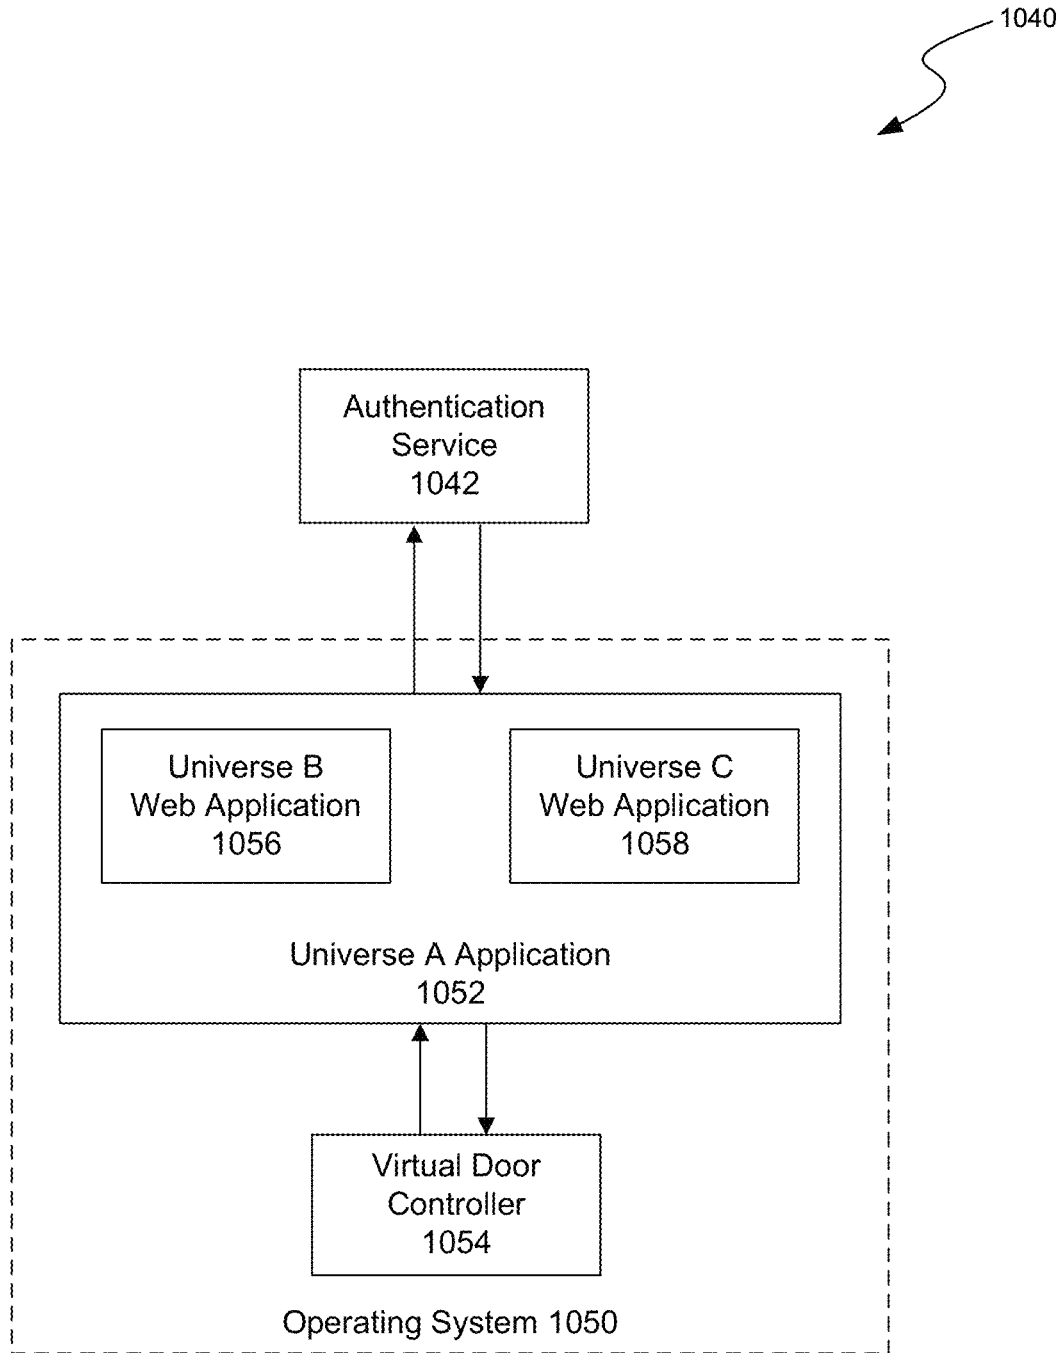 1040
Authentication
Service
1042
Universe B
Web Application
1056
Universe C
Web Application
1058
Universe A Application
1052
Virtual Door
Controller
1054
Operating System 1050